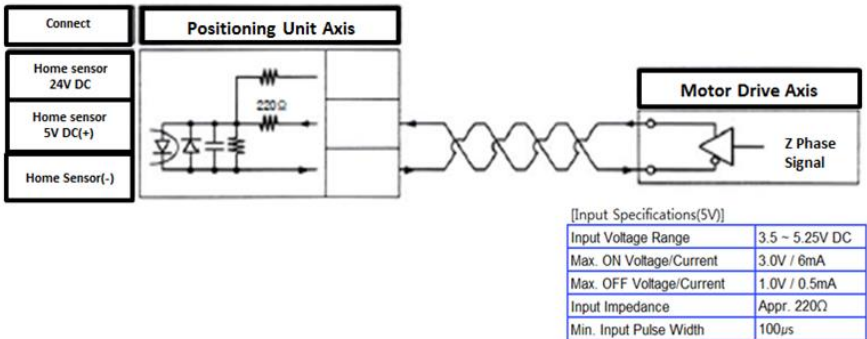 Connect
Positioning Unit Axis
Home sensor
24V DC
220Ω
Motor Drive Axis
Home sensor
5V DC(+)
Z Phase
Signal
Home Sensor(-)
[Input Specifications(5V)]
Input Voltage Range 3.5 ~ 5.25V DC
Max. ON Voltage/Current 3.0V / 6mA
Max. OFF Voltage/Current 1.0V / 0.5mA
Input Impedance Appr. 220Ω
Min. Input Pulse Width 100μs